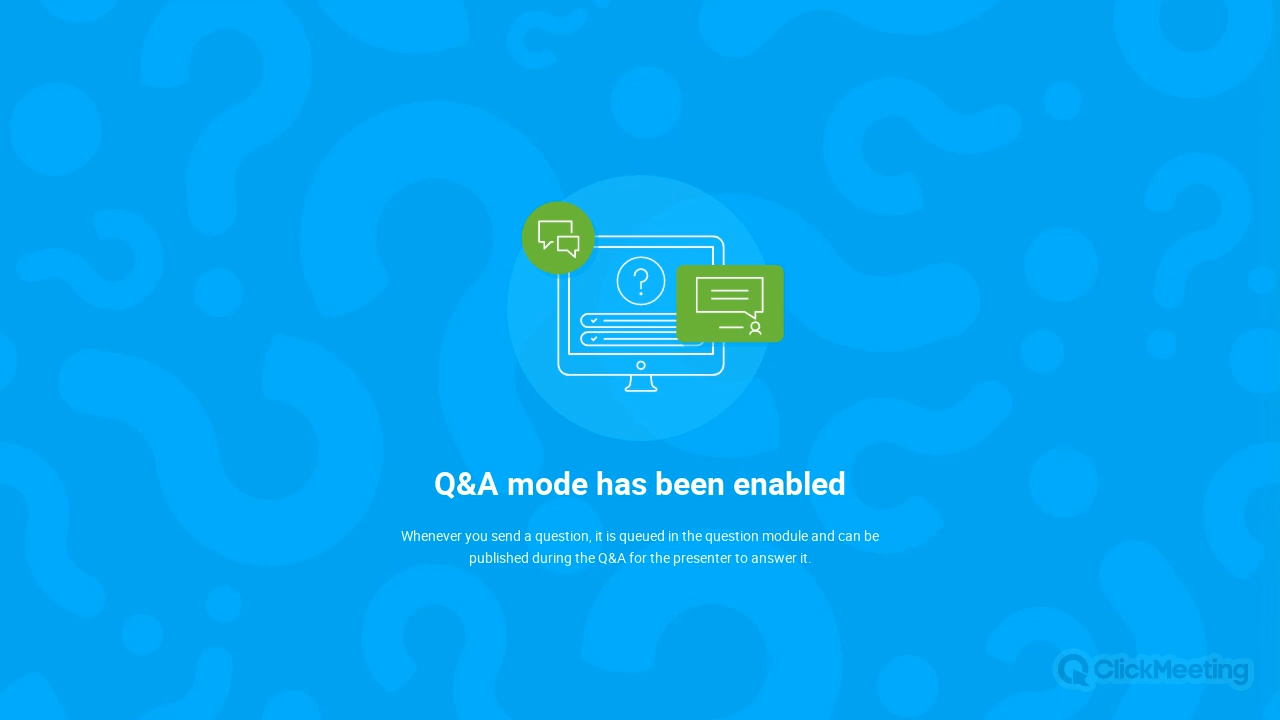 Q&A mode has been enabled
Whenever you send a question, it is queued in the question module and can be
published during the Q&A for the presenter to answer it.
ClickMeeting